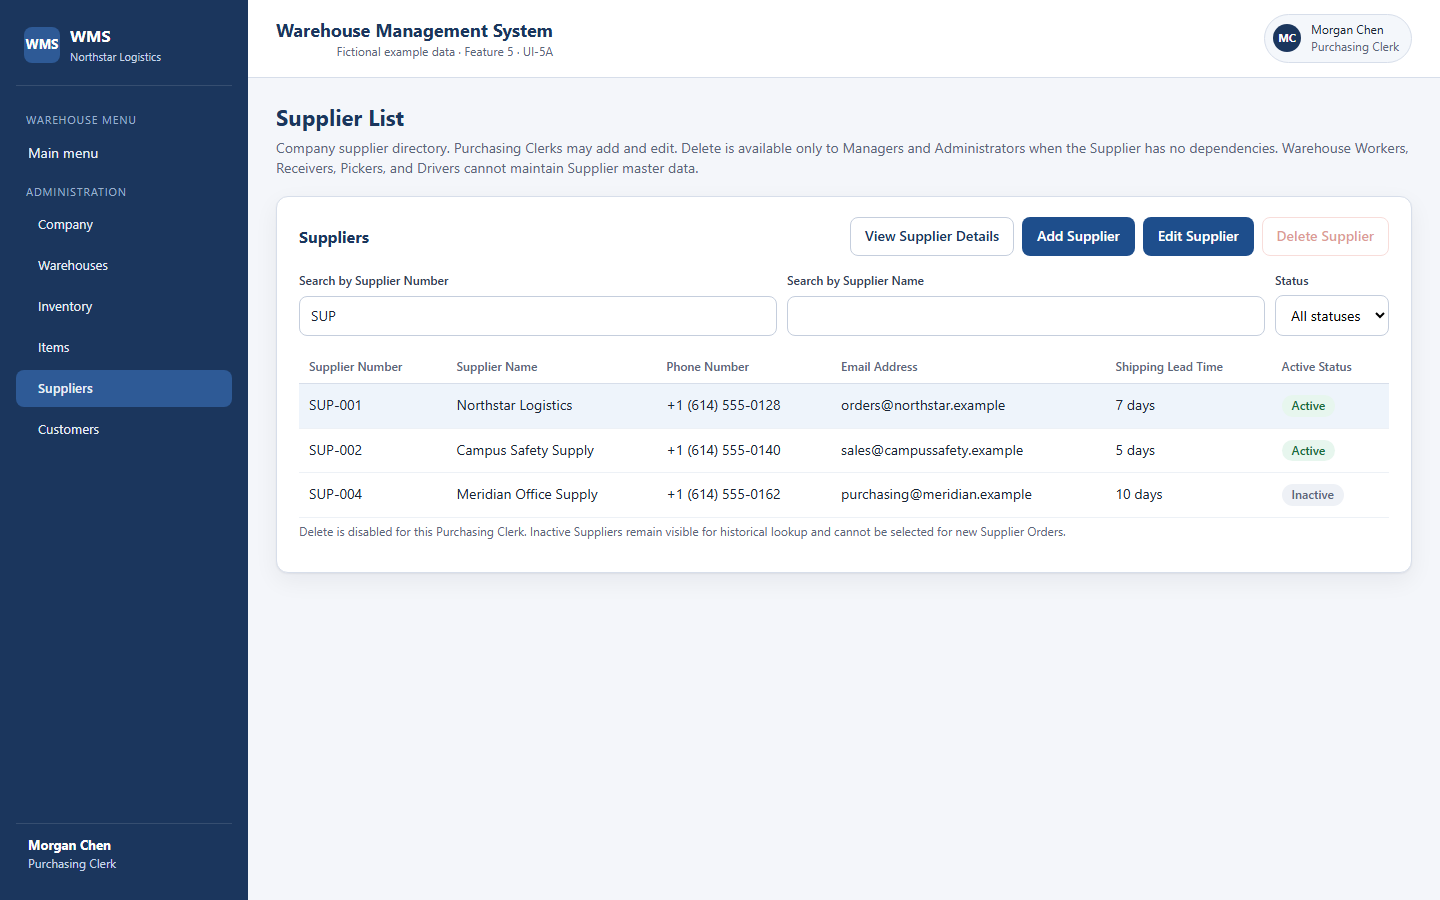 WMS
WMS
Northstar Logistics
WAREHOUSE MENU
Main menu
ADMINISTRATION
Company
Warehouses
Inventory
Items
Suppliers
Customers
Morgan Chen
Purchasing Clerk
Warehouse Management System
Fictional example data · Feature 5 · UI-5A
MC
Morgan Chen
Purchasing Clerk
Supplier List
Company supplier directory. Purchasing Clerks may add and edit. Delete is available only to Managers and Administrators when the Supplier has no dependencies. Warehouse Workers,
Receivers, Pickers, and Drivers cannot maintain Supplier master data.
Suppliers
View Supplier Details
Add Supplier
Edit Supplier
Delete Supplier
Search by Supplier Number
Search by Supplier Name
Status
SUP
All statuses
Supplier Number Supplier Name Phone Number Email Address Shipping Lead Time Active Status
SUP-001 Northstar Logistics +1 (614) 555-0128 orders@northstar.example 7 days Active
SUP-002 Campus Safety Supply +1 (614) 555-0140 sales@campussafety.example 5 days Active
SUP-004 Meridian Office Supply +1 (614) 555-0162 purchasing@meridian.example 10 days Inactive
Delete is disabled for this Purchasing Clerk. Inactive Suppliers remain visible for historical lookup and cannot be selected for new Supplier Orders.